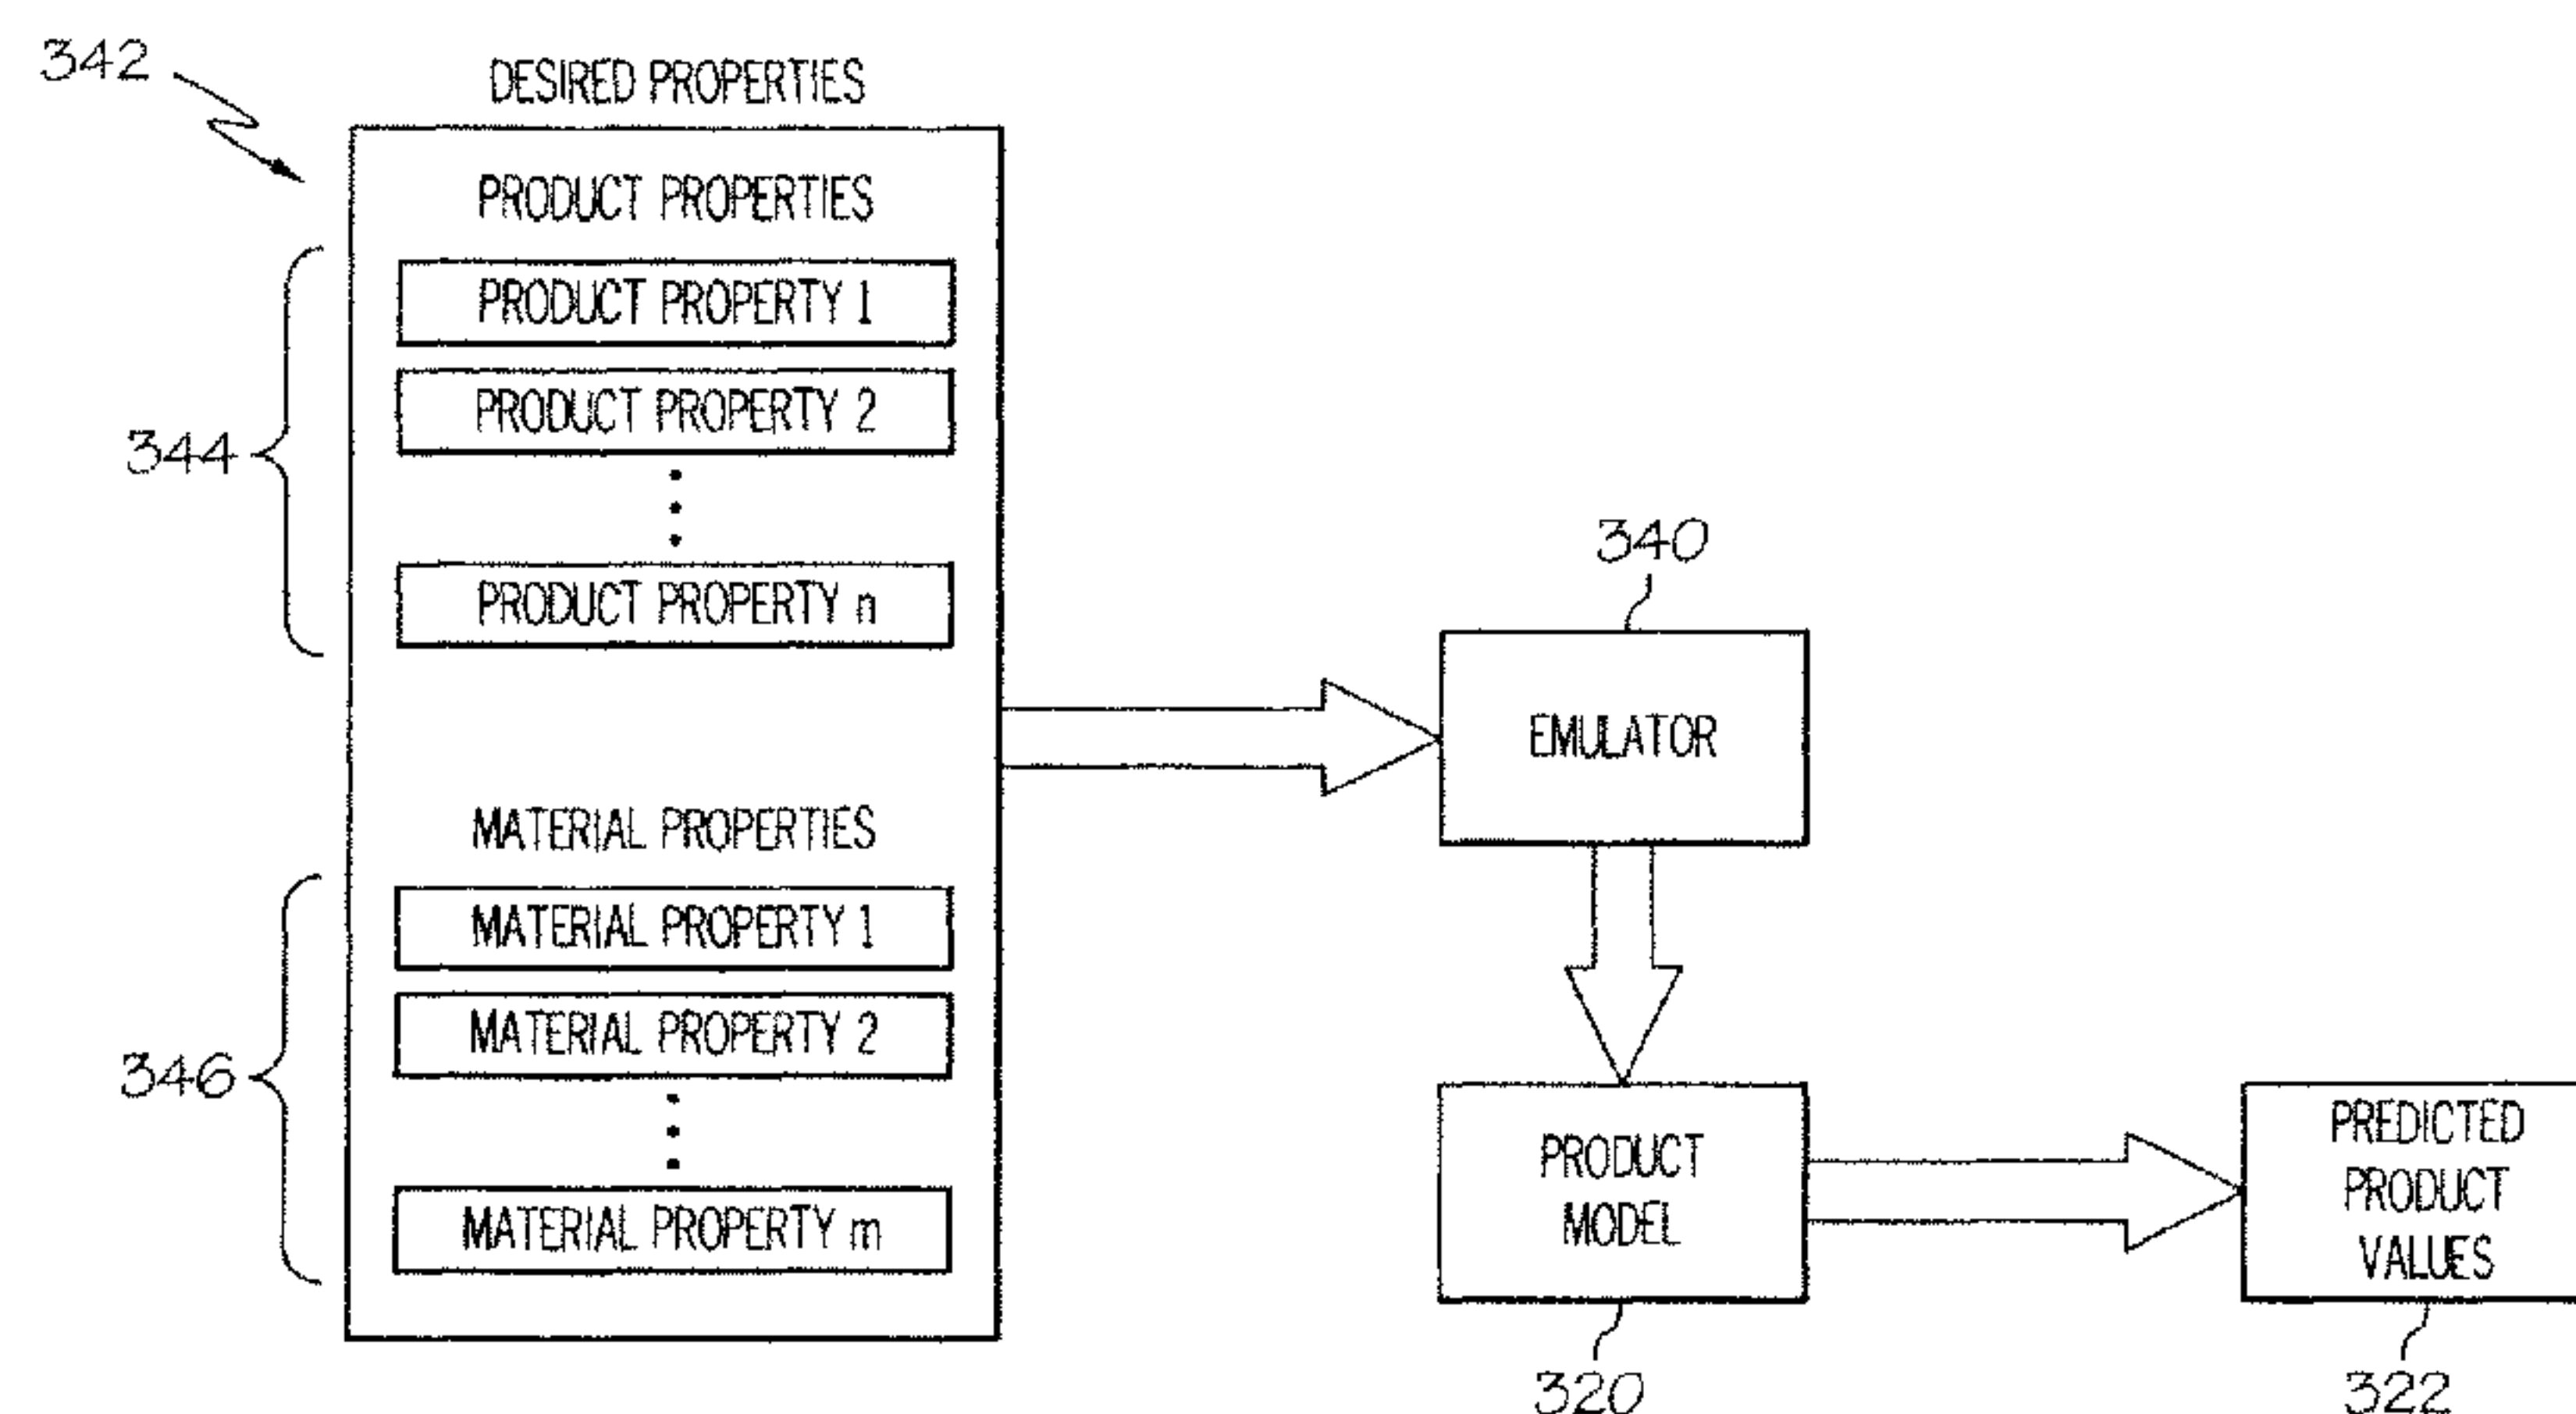 342
DESIRED PROPERTIES
PRODUCT PROPERTIES
344
PRODUCT PROPERTY 1
PRODUCT PROPERTY 2
PRODUCT PROPERTY n
MATERIAL PROPERTIES
346
MATERIAL PROPERTY 1
MATERIAL PROPERTY 2
MATERIAL PROPERTY m
340
EMULATOR
PRODUCT
MODEL
320
PREDICTED
PRODUCT
VALUES
322